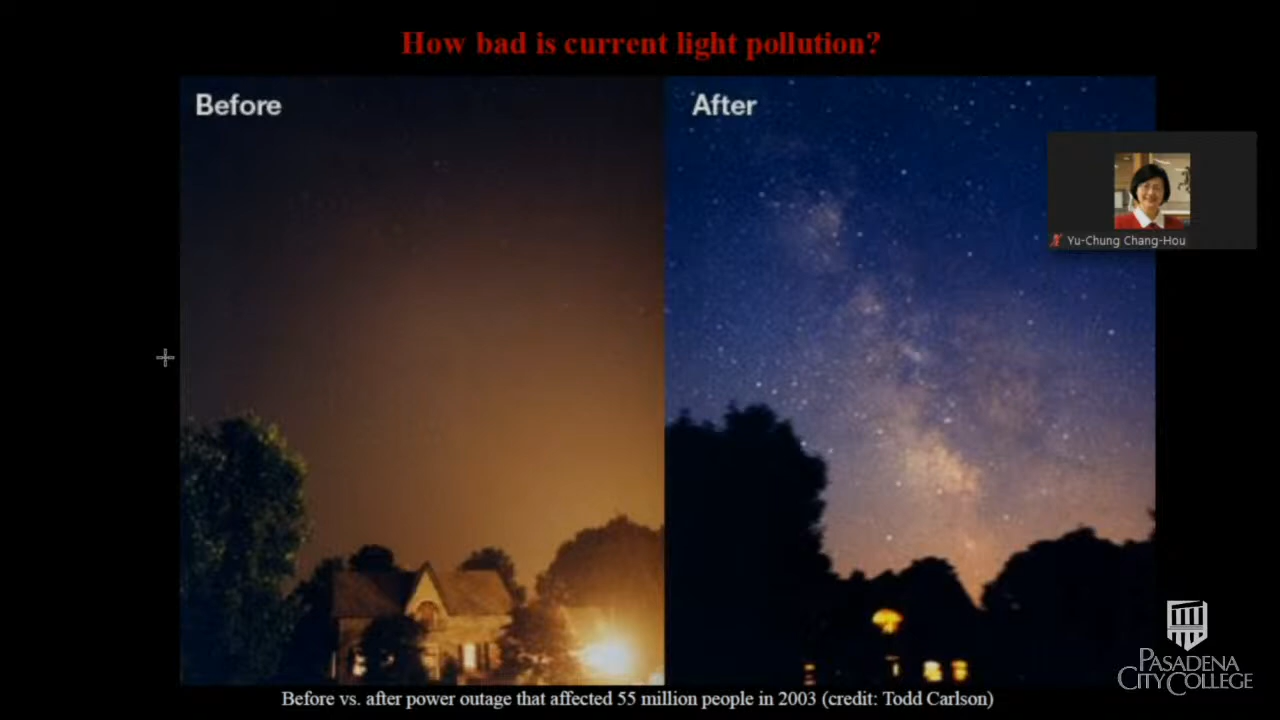 How bad is current light pollution?
Before
After
Yu-Chung Chang-Hou
PASADENA
CITY COLLEGE
Before vs. after power outage that affected 55 million people in 2003 (credit: Todd Carlson)